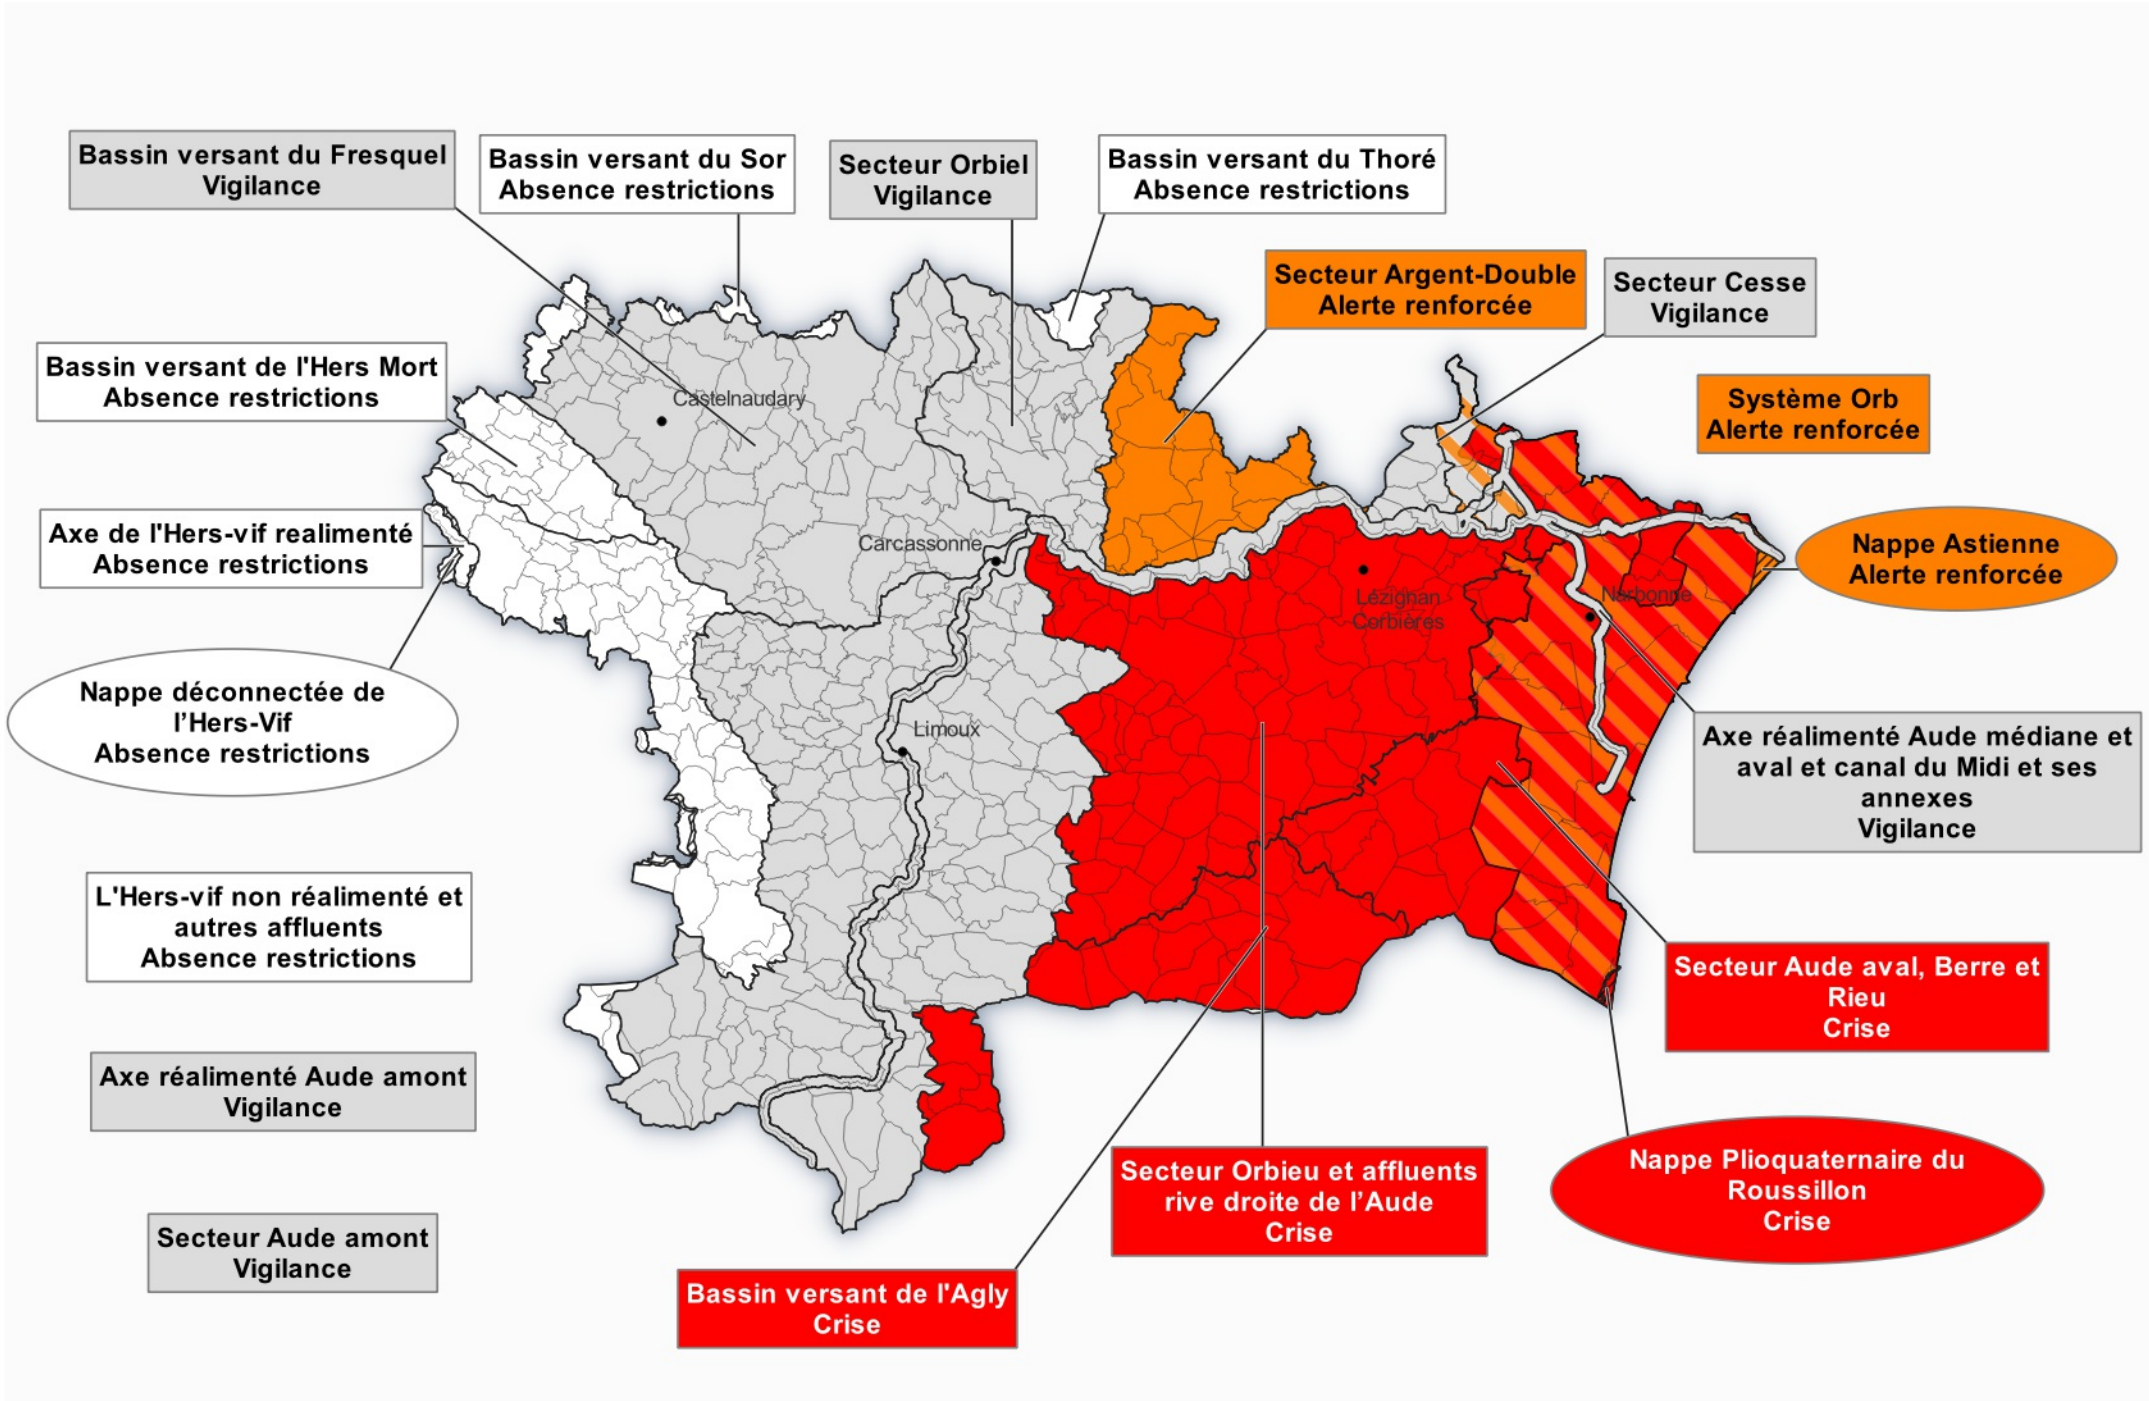 Bassin versant du Fresquel
Vigilance
Bassin versant du Sor
Absence restrictions
Secteur Orbiel
Vigilance
Bassin versant du Thoré
Absence restrictions
Secteur Argent-Double
Alerte renforcée
Secteur Cesse
Vigilance
Bassin versant de l'Hers Mort
Absence restrictions
Système Orb
Alerte renforcée
Castelnaudary
Axe de l'Hers-vif realimenté
Absence restrictions
Carcassonne
Nappe Astienne
Alerte renforcée
Lézignan
Corbières
Narbonne
Nappe déconnectée de
l’Hers-Vif
Absence restrictions
Limoux
Axe réalimenté Aude médiane et
aval et canal du Midi et ses
annexes
Vigilance
L'Hers-vif non réalimenté et
autres affluents
Absence restrictions
Secteur Aude aval, Berre et
Rieu
Crise
Axe réalimenté Aude amont
Vigilance
Secteur Orbieu et affluents
rive droite de l’Aude
Crise
Nappe Plioquaternaire du
Roussillon
Crise
Secteur Aude amont
Vigilance
Bassin versant de l'Agly
Crise